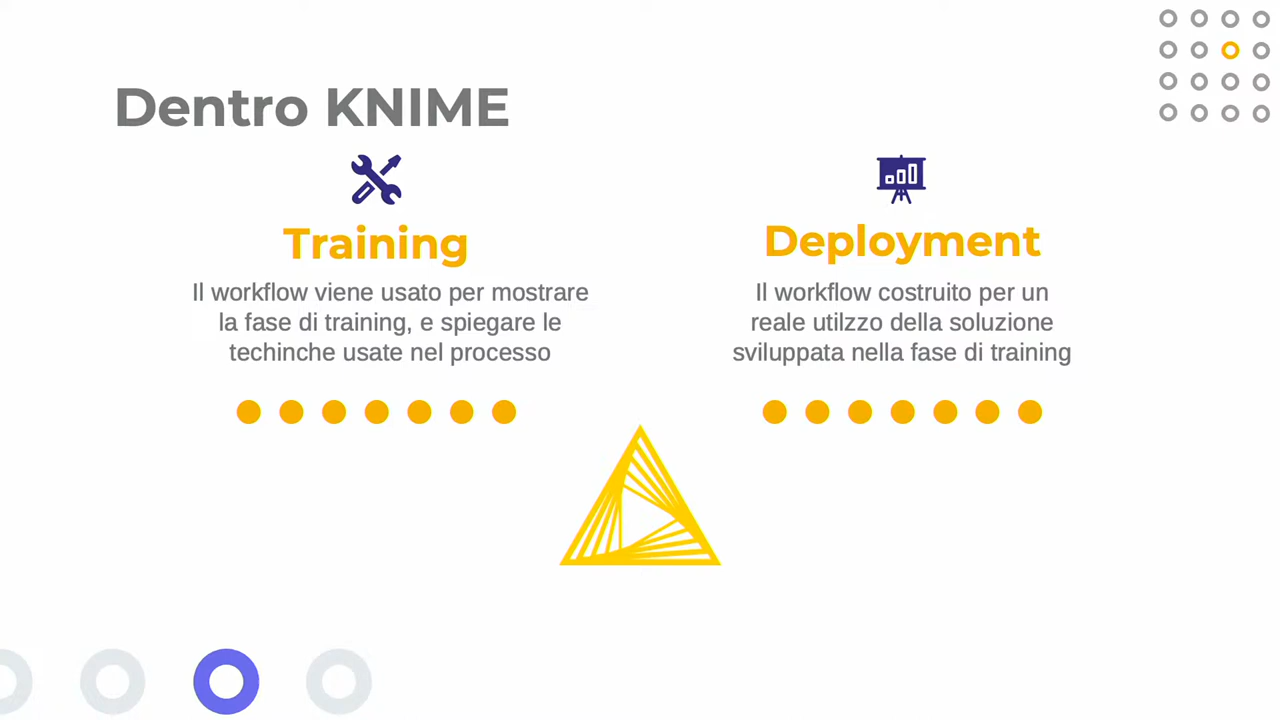 Dentro KNIME
Training
Il workflow viene usato per mostrare
la fase di training, e spiegare le
techinche usate nel processo
Deployment
Il workflow costruito per un
reale utilzzo della soluzione
sviluppata nella fase di training